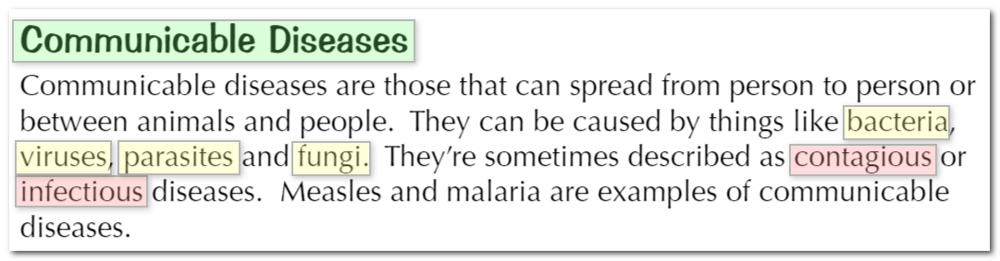 Communicable Diseases
Communicable diseases are those that can spread from person to person or
between animals and people. They can be caused by things like bacteria,
viruses, parasites and fungi. They're sometimes described as contagious or
infectious diseases. Measles and malaria are examples of communicable
diseases.